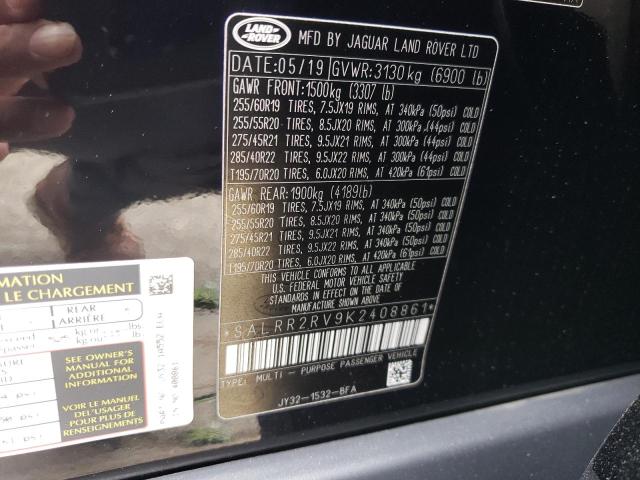 LAND ROVER
MFD BY JAGUAR LAND ROVER LTD
DATE:05/19 GVWR:3130kg (6900 lb)
GAWR FRONT:1500kg (3307 lb)
255/60R19 TIRES, 7.5JX19 RIMS, AT 340kPa (50psi) COLD
255/55R20 TIRES, 8.5JX20 RIMS, AT 300kPa (44psi) COLD
275/45R21 TIRES, 9.5JX21 RIMS, AT 300kPa (44psi) COLD
285/40R22 TIRES, 9.5JX22 RIMS, AT 300kPa (44psi) COLD
T195/70R20 TIRES, 6.0JX20 RIMS, AT 420kPa (61psi) COLD
GAWR REAR:1900kg (4189lb)
255/60R19 TIRES, 7.5JX19 RIMS, AT 340kPa (50psi) COLD
255/55R20 TIRES, 8.5JX20 RIMS, AT 340kPa (50psi) COLD
275/45R21 TIRES, 9.5JX21 RIMS, AT 340kPa (50psi) COLD
285/40R22 TIRES, 9.5JX22 RIMS, AT 340kPa (50psi) COLD
T195/70R20 TIRES, 6.0JX20 RIMS, AT 420kPa (61psi) COLD
THIS VEHICLE CONFORMS TO ALL APPLICABLE
U.S. FEDERAL MOTOR VEHICLE SAFETY
STANDARDS IN EFFECT ON THE DATE OF
MANUFACTURE SHOWN ABOVE
*SALRR2RV9K2408861*
TYPE: MULTI - PURPOSE PASSENGER VEHICLE
JY32-1532-BFA
MATION
LE CHARGEMENT
REAR
ARRIÈRE
kg or lbs
kg ou lb
SEE OWNER'S
MANUAL FOR
ADDITIONAL
INFORMATION
VOIR LE MANUEL
DE L'USAGER
POUR PLUS DE
RENSEIGNEMENTS